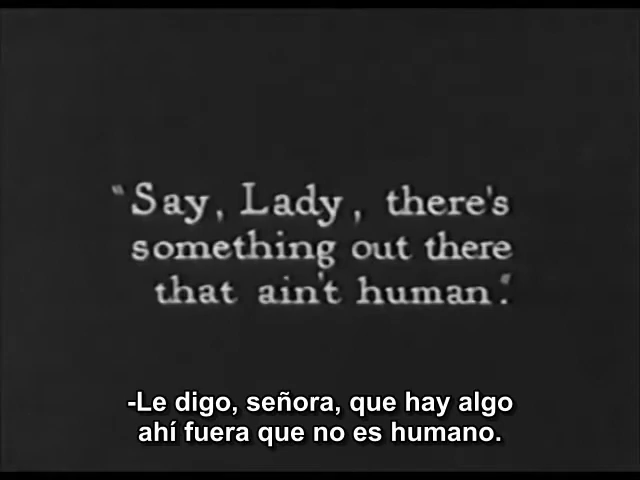 "Say, Lady, there's
something out there
that ain't human."
-Le digo, señora, que hay algo
ahí fuera que no es humano.